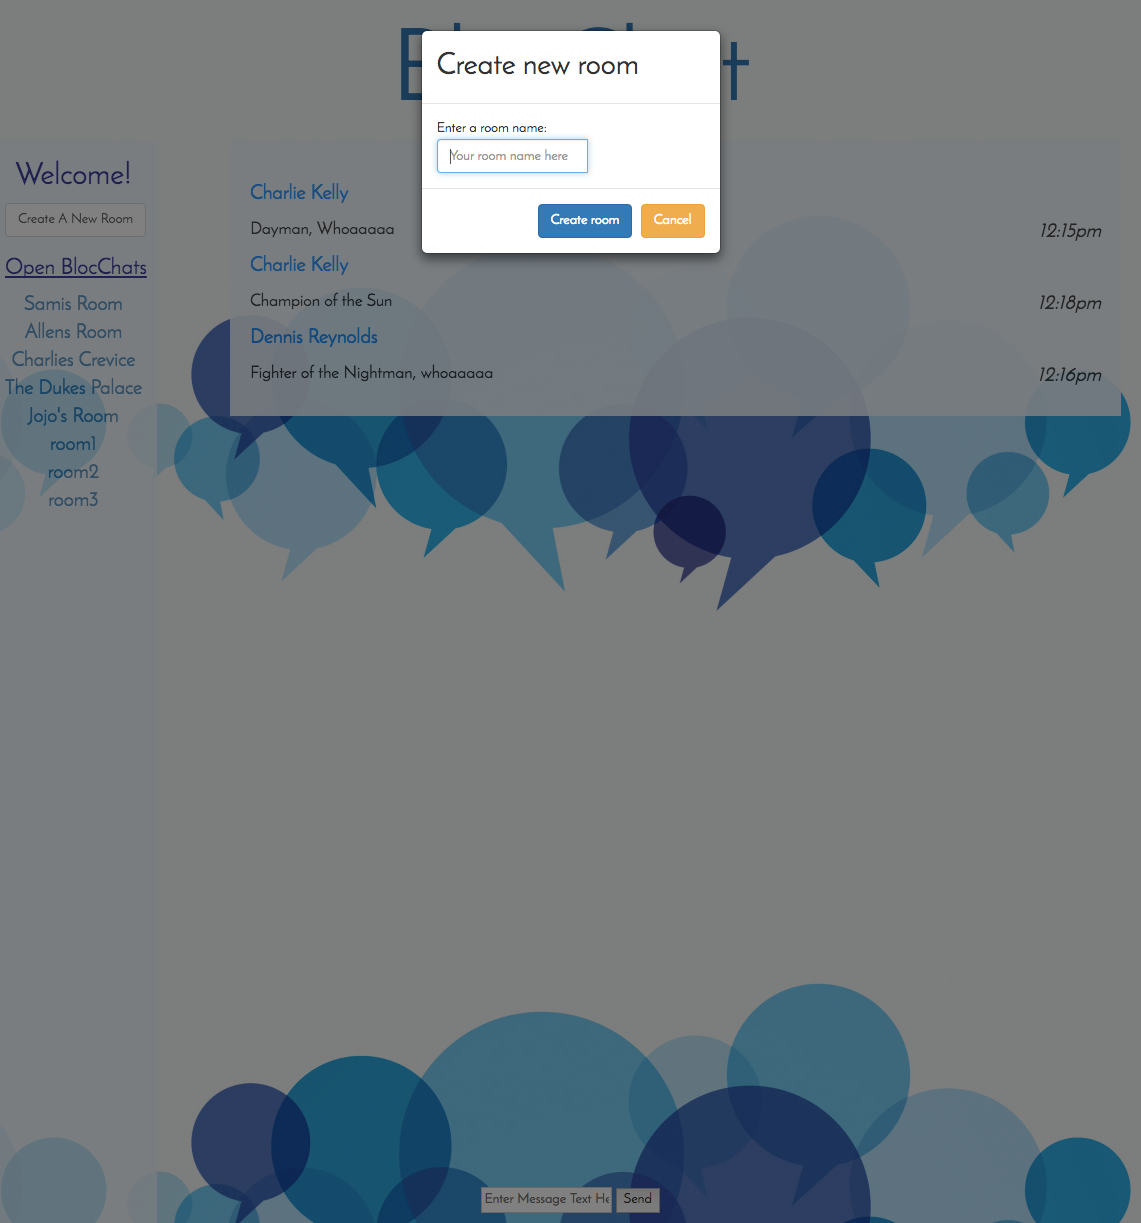 Create new room
Enter a room name:
Your room name here
Create room
Cancel
Welcome!
Create A New Room
Open BlocChats
Samis Room
Allens Room
Charlies Crevice
The Dukes Palace
Jojo's Room
room1
room2
room3
Charlie Kelly
Dayman, Whoaaaaa
12:15pm
Charlie Kelly
Champion of the Sun
12:18pm
Dennis Reynolds
Fighter of the Nightman, whoaaaaa
12:16pm
Enter Message Text He
Send